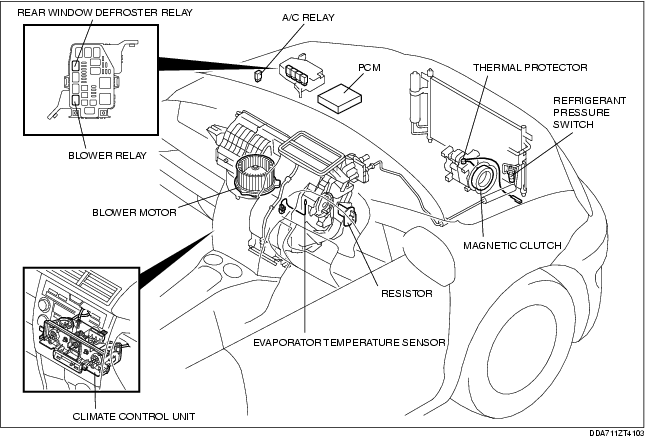 REAR WINDOW DEFROSTER RELAY
A/C RELAY
PCM
THERMAL PROTECTOR
REFRIGERANT
PRESSURE
SWITCH
BLOWER RELAY
BLOWER MOTOR
MAGNETIC CLUTCH
RESISTOR
EVAPORATOR TEMPERATURE SENSOR
CLIMATE CONTROL UNIT
DDA711ZT4103